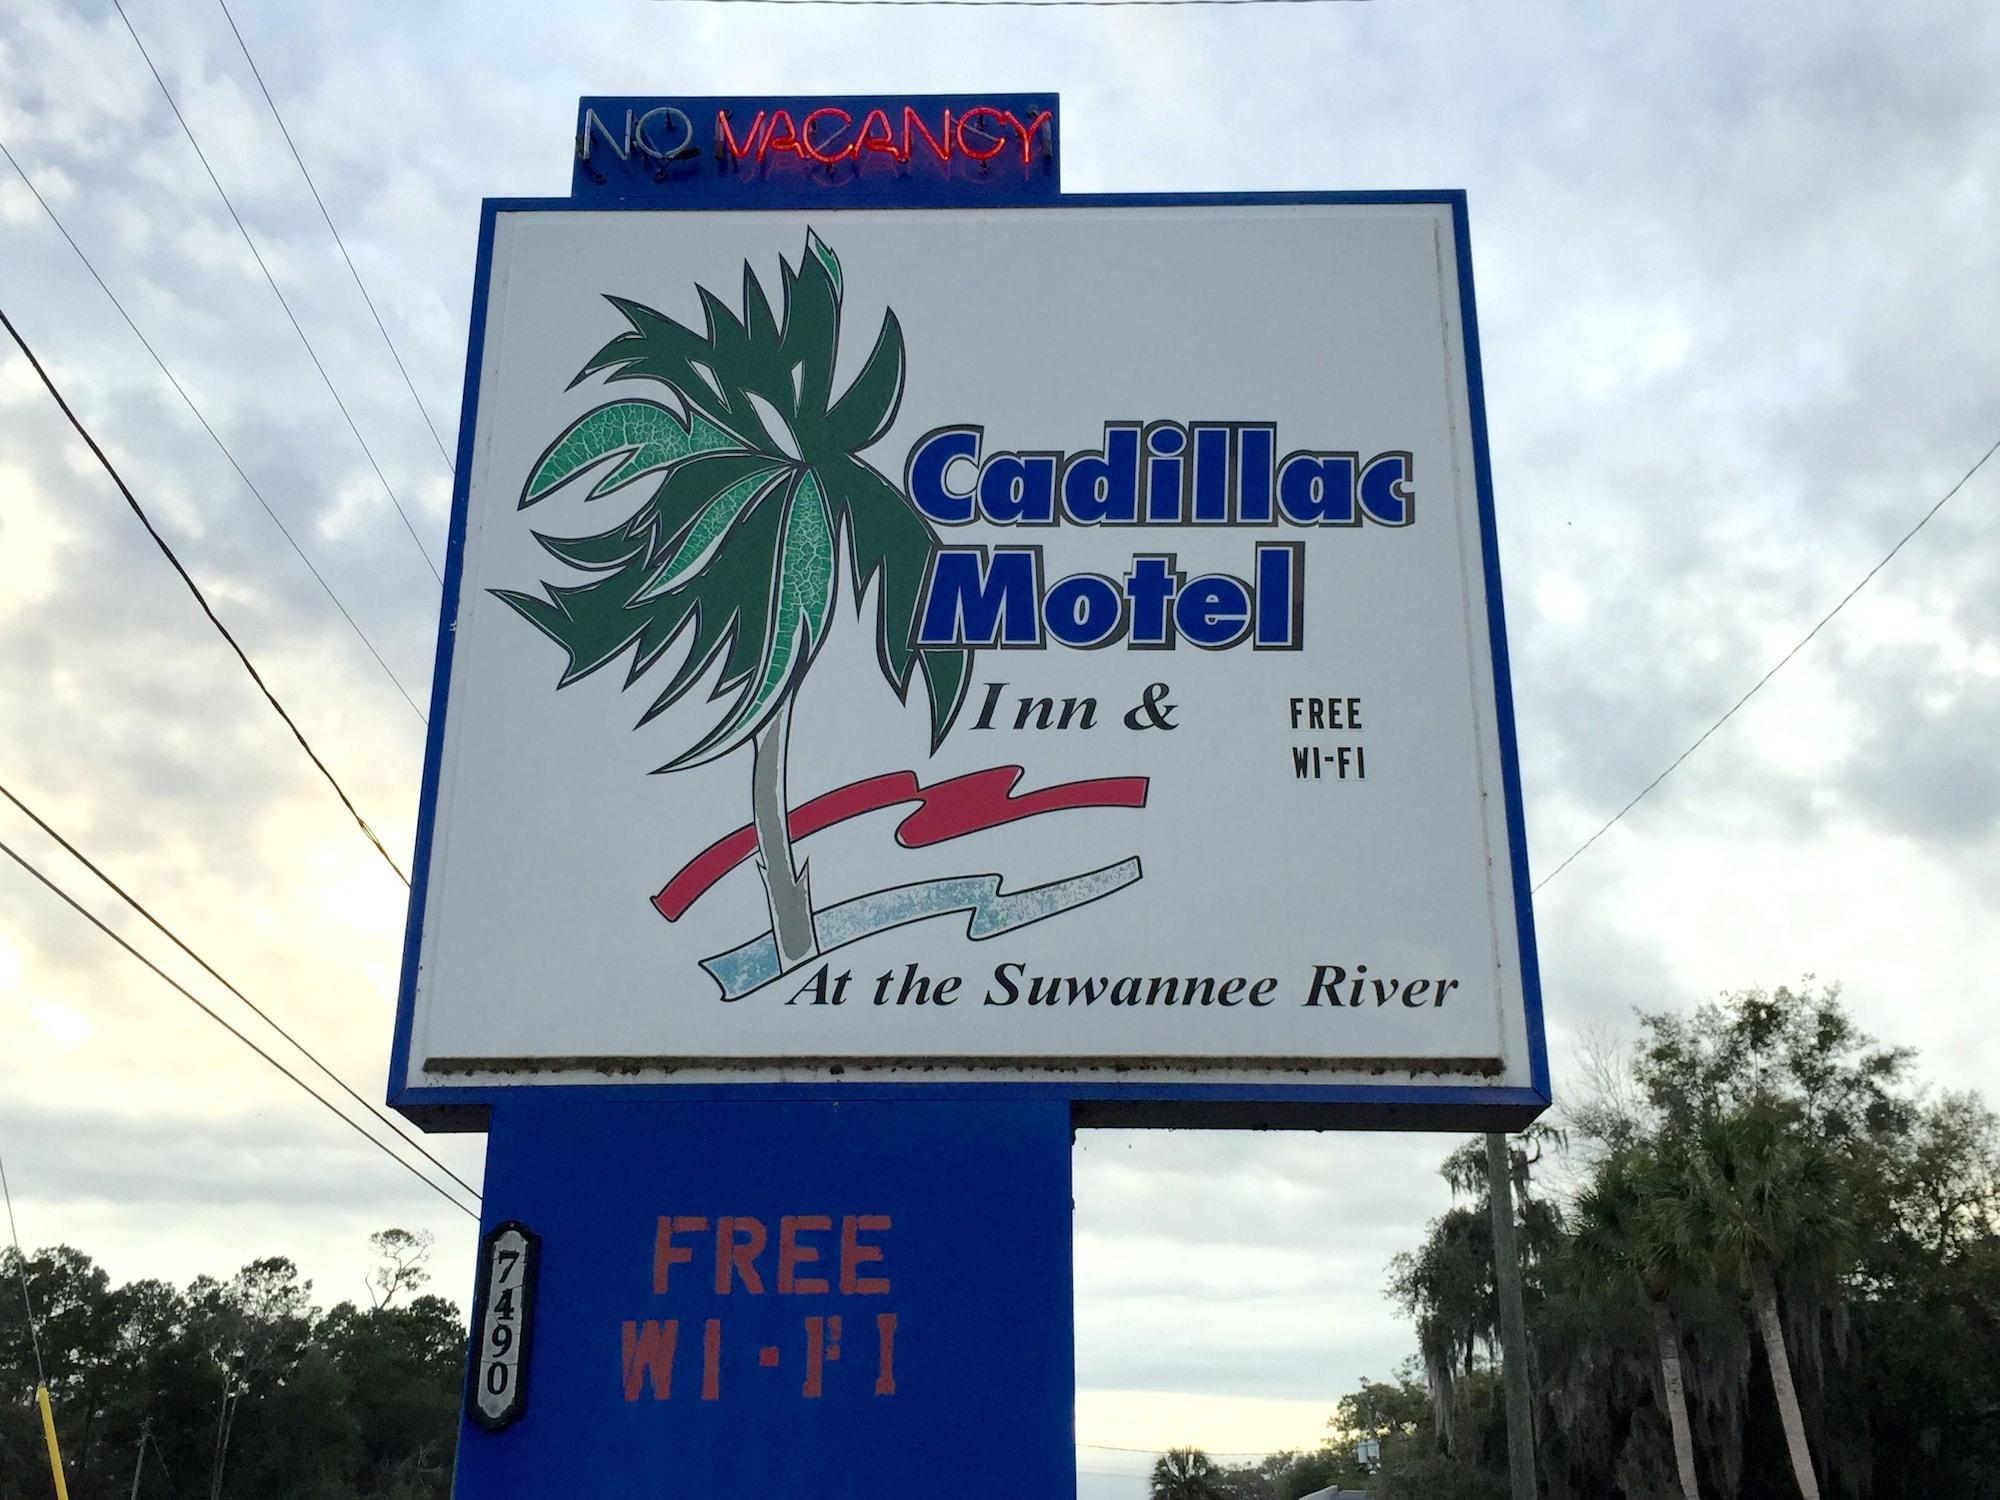 NO VACANCY
Cadillac
Motel
Inn &
FREE
WI-FI
At the Suwannee River
FREE
WI-FI
7490